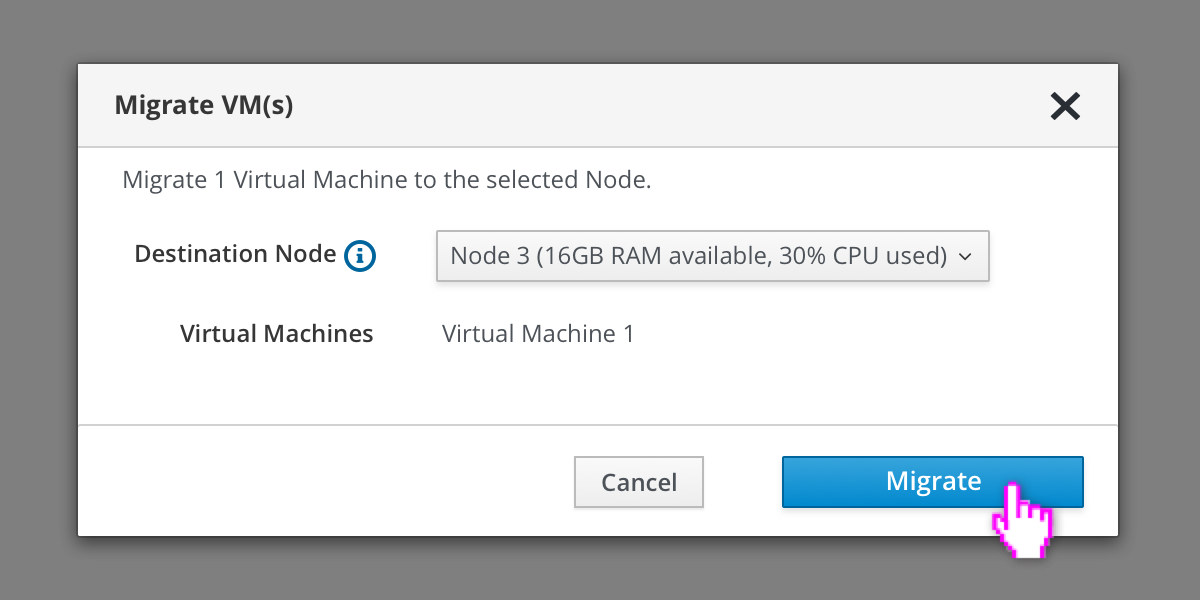 Migrate VM(s)
Migrate 1 Virtual Machine to the selected Node.
Destination Node
Node 3 (16GB RAM available, 30% CPU used)
Virtual Machines
Virtual Machine 1
Cancel
Migrate